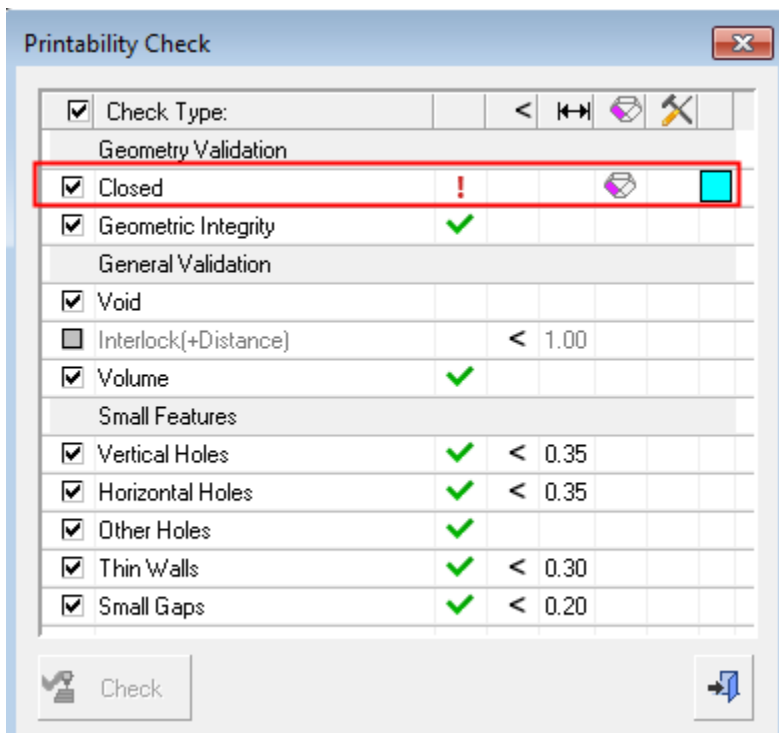 Printability Check
Check Type: <
Geometry Validation
Closed !
Geometric Integrity
General Validation
Void
Interlock(+Distance) < 1.00
Volume
Small Features
Vertical Holes < 0.35
Horizontal Holes < 0.35
Other Holes
Thin Walls < 0.30
Small Gaps < 0.20
Check